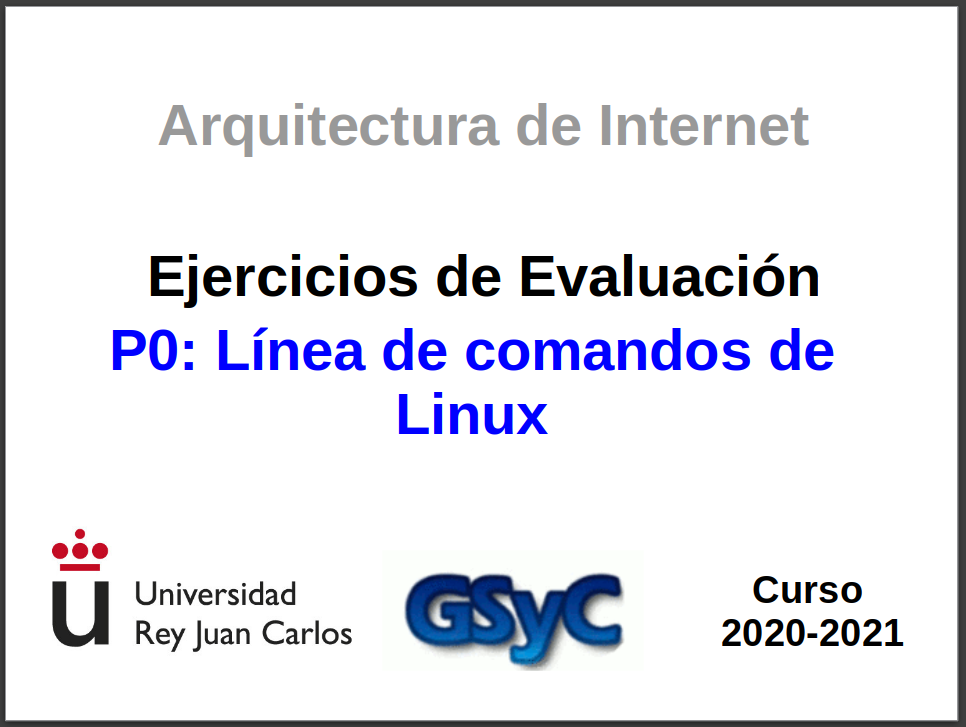 Arquitectura de Internet
Ejercicios de Evaluación
P0: Línea de comandos de
Linux
Universidad
Rey Juan Carlos
GSyC
Curso
2020-2021